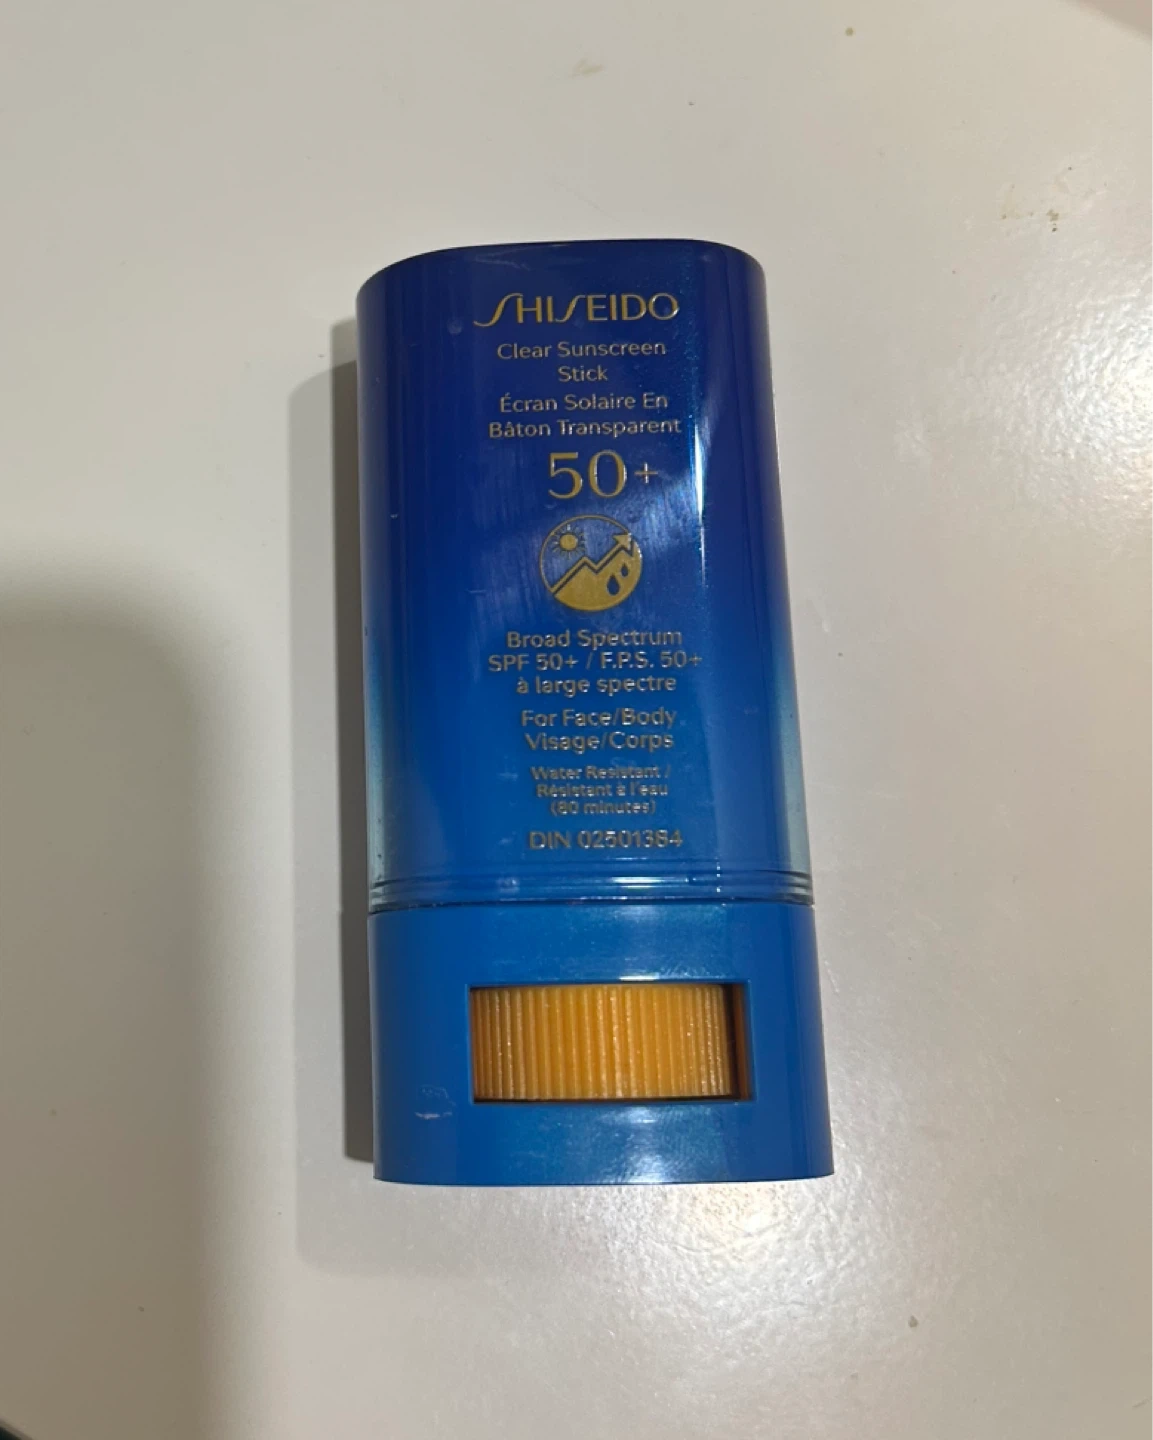 SHISEIDO
Clear Sunscreen
Stick
Écran Solaire En
Bâton Transparent
50+
Broad Spectrum
SPF 50+ / F.P.S. 50+
à large spectre
For Face/Body
Visage/Corps
Water Resistant /
Résistant à l'eau
(80 minutes)
DIN 02501384